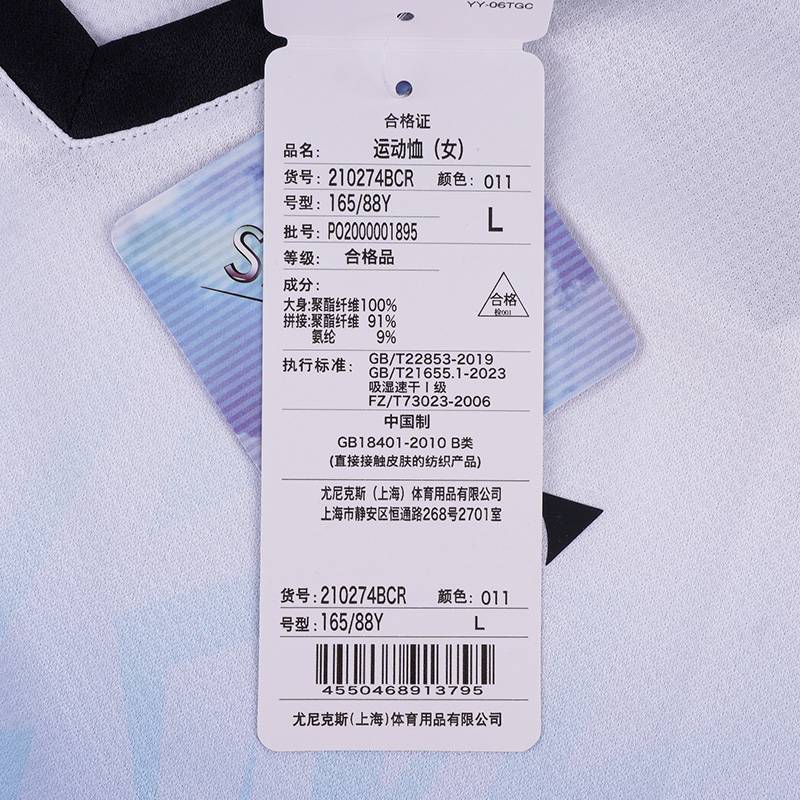 YY-06TGC
合格证
品名: 运动恤（女）
货号: 210274BCR 颜色: 011
号型: 165/88Y L
批号: PO2000001895
等级: 合格品
成分:
大身:聚酯纤维100%
拼接:聚酯纤维 91%
氨纶 9%
合格
检001
执行标准: GB/T22853-2019
GB/T21655.1-2023
吸湿速干Ⅰ级
FZ/T73023-2006
中国制
GB18401-2010 B类
(直接接触皮肤的纺织产品)
尤尼克斯（上海）体育用品有限公司
上海市静安区恒通路268号2701室
货号: 210274BCR 颜色: 011
号型: 165/88Y L
4550468913795
尤尼克斯(上海)体育用品有限公司